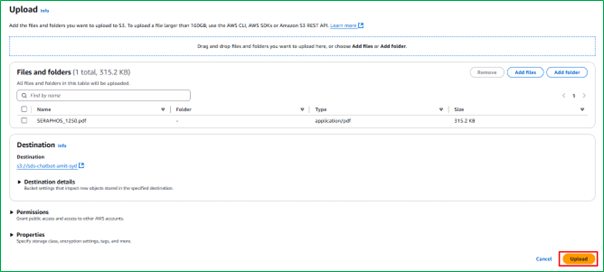 Upload Info
Add the files and folders you want to upload to S3. To upload a file larger than 160GB, use the AWS CLI, AWS SDKs or Amazon S3 REST API. Learn more
Drag and drop files and folders you want to upload here, or choose Add files or Add folder.
Files and folders (1 total, 315.2 KB)
Remove
Add files
Add folder
All files and folders in this table will be uploaded.
Find by name
1
Name Folder Type Size
SERAPHOS_1250.pdf - application/pdf 315.2 KB
Destination Info
Destination
s3://sds-chatbot-amit-syd
Destination details
Bucket settings that impact new objects stored in the specified destination.
Permissions
Grant public access and access to other AWS accounts.
Properties
Specify storage class, encryption settings, tags, and more.
Cancel
Upload